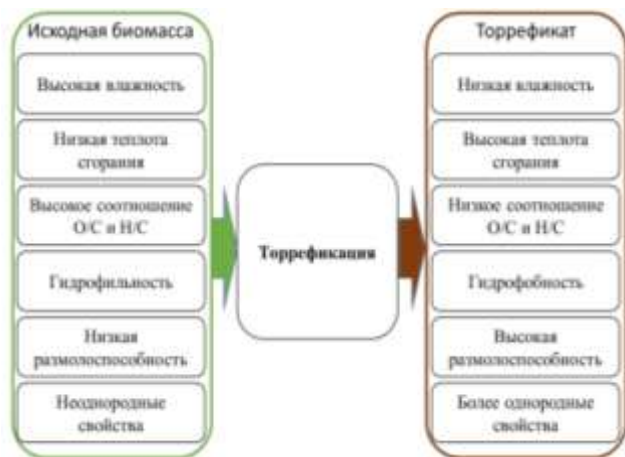 Исходная биомасса
Высокая влажность
Низкая теплота
сгорания
Высокое соотношение
О/С и Н/С
Гидрофильность
Низкая
размолоспособность
Неоднородные
свойства
Торрефикация
Торрефикат
Низкая влажность
Высокая теплота
сгорания
Низкое соотношение
О/С и Н/С
Гидрофобность
Высокая
размолоспособность
Более однородные
свойства